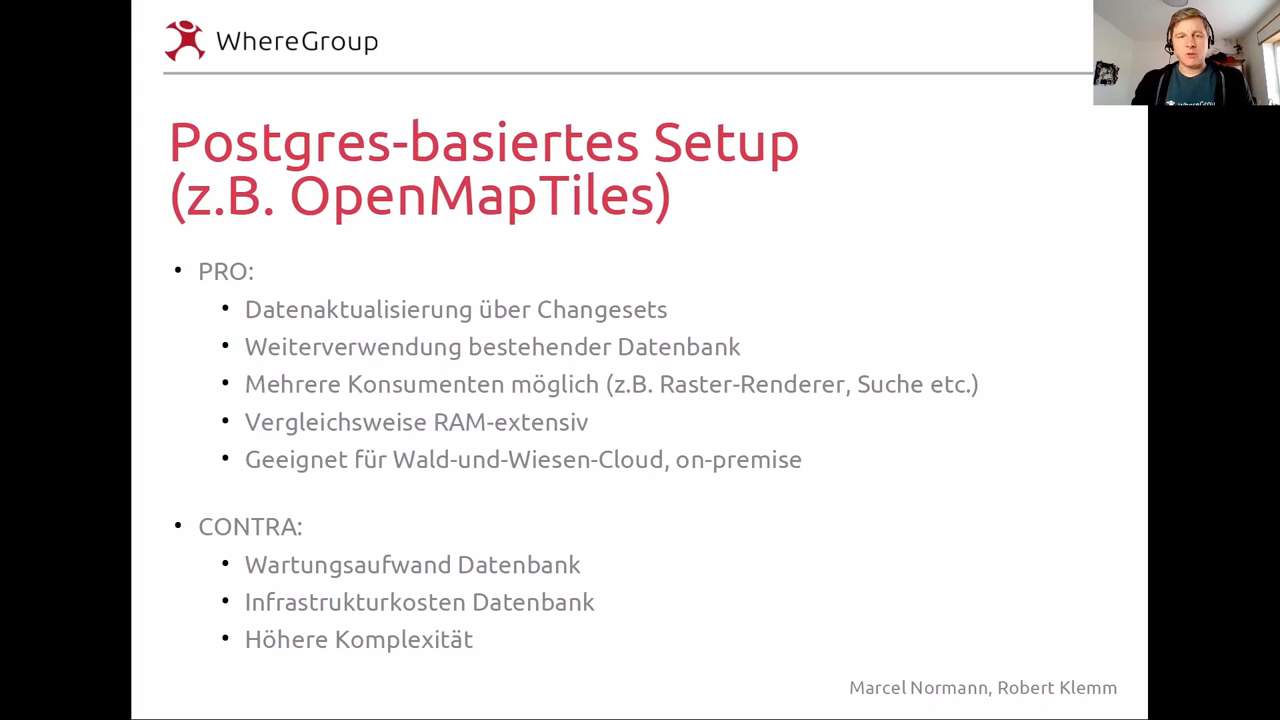 WhereGroup
WhereGroup
Postgres-basiertes Setup
(z.B. OpenMapTiles)
PRO:
Datenaktualisierung über Changesets
Weiterverwendung bestehender Datenbank
Mehrere Konsumenten möglich (z.B. Raster-Renderer, Suche etc.)
Vergleichsweise RAM-extensiv
Geeignet für Wald-und-Wiesen-Cloud, on-premise
CONTRA:
Wartungsaufwand Datenbank
Infrastrukturkosten Datenbank
Höhere Komplexität
Marcel Normann, Robert Klemm